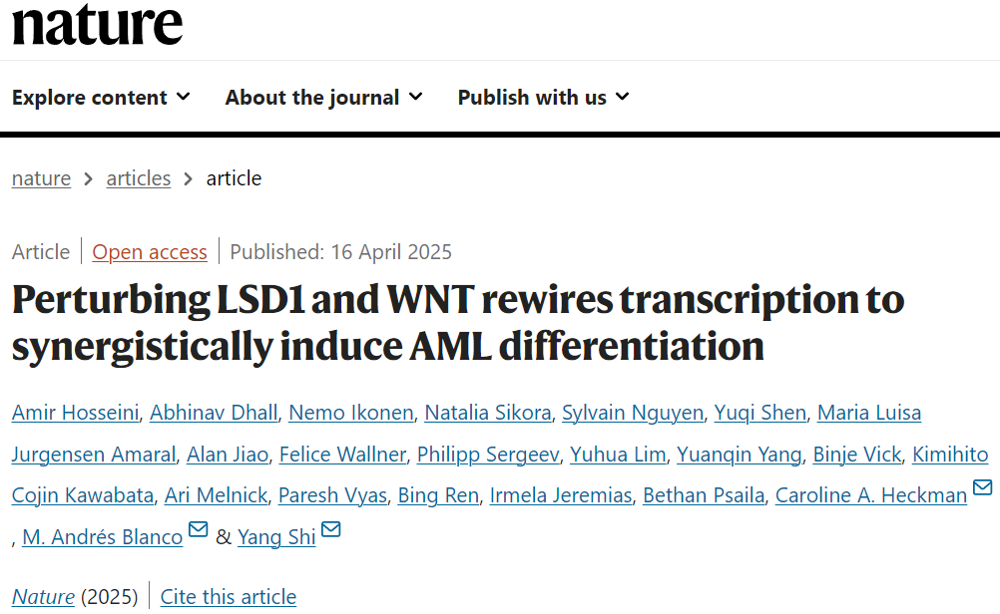 nature
Explore content About the journal Publish with us
nature > articles > article
Article | Open access | Published: 16 April 2025
Perturbing LSD1 and WNT rewires transcription to
synergistically induce AML differentiation
Amir Hosseini, Abhinav Dhall, Nemo Ikonen, Natalia Sikora, Sylvain Nguyen, Yuqi Shen, Maria Luisa
Jurgensen Amaral, Alan Jiao, Felice Wallner, Philipp Sergeev, Yuhua Lim, Yuanqin Yang, Binje Vick, Kimihito
Cojin Kawabata, Ari Melnick, Paresh Vyas, Bing Ren, Irmela Jeremias, Bethan Psaila, Caroline A. Heckman
, M. Andrés Blanco & Yang Shi
Nature (2025) | Cite this article